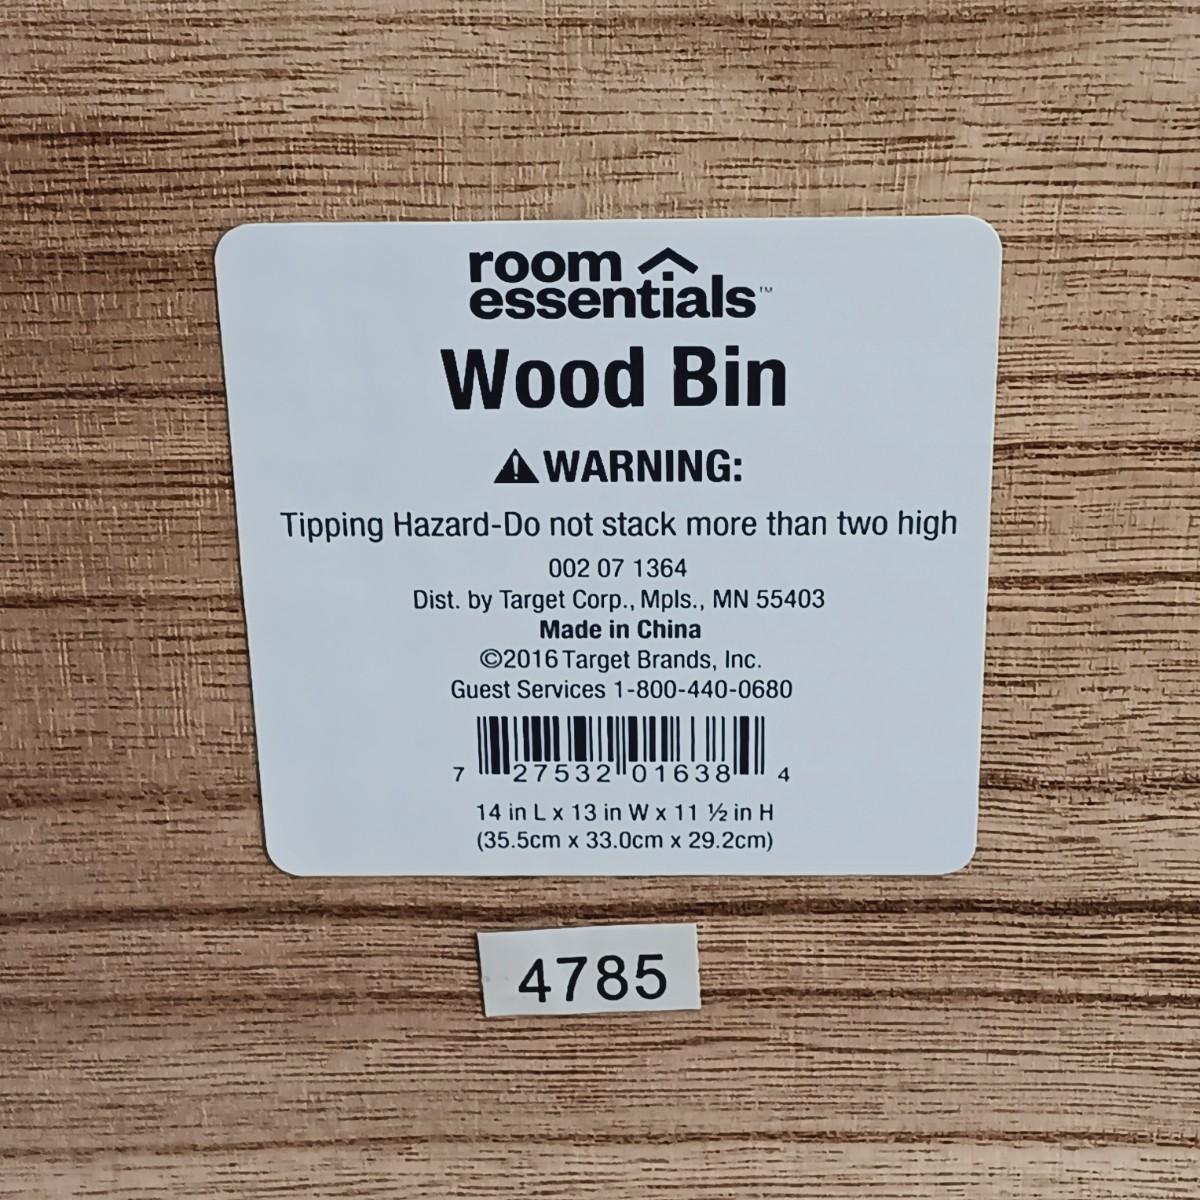 room
essentials™
Wood Bin
⚠ WARNING:
Tipping Hazard-Do not stack more than two high
002 07 1364
Dist. by Target Corp., Mpls., MN 55403
Made in China
©2016 Target Brands, Inc.
Guest Services 1-800-440-0680
7 27532 01638 4
14 in L x 13 in W x 11 ½ in H
(35.5cm x 33.0cm x 29.2cm)
4785